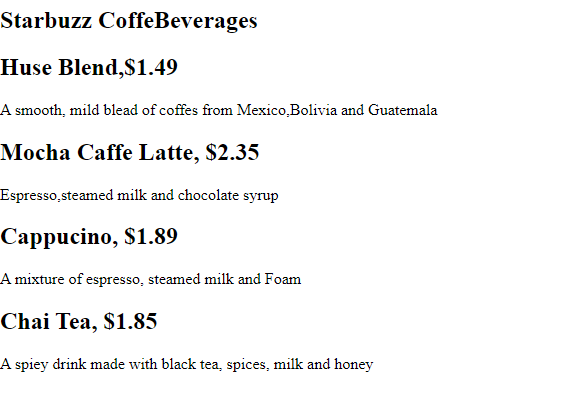 Starbuzz CoffeBeverages
Huse Blend,$1.49
A smooth, mild blead of coffes from Mexico,Bolivia and Guatemala
Mocha Caffe Latte, $2.35
Espresso,steamed milk and chocolate syrup
Cappucino, $1.89
A mixture of espresso, steamed milk and Foam
Chai Tea, $1.85
A spiey drink made with black tea, spices, milk and honey